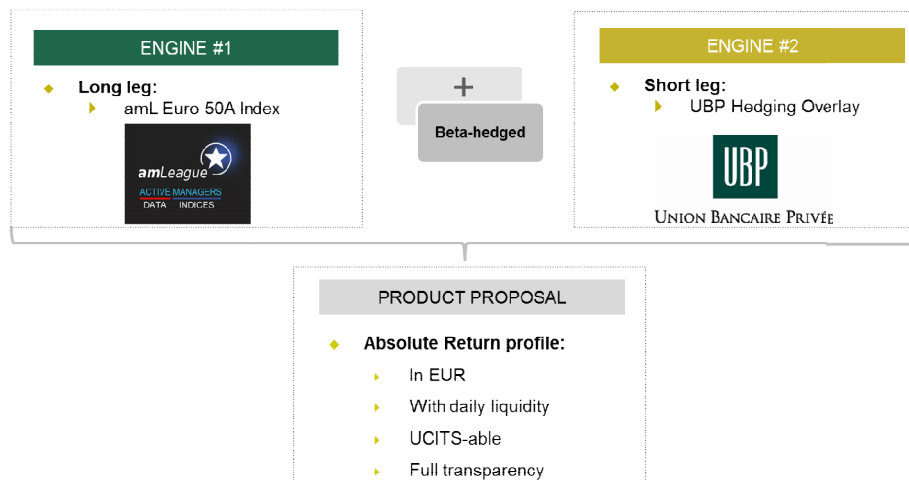 ENGINE #1
Long leg:
amL Euro 50A Index
amLeague
ACTIVE MANAGERS
DATA INDICES
+
Beta-hedged
ENGINE #2
Short leg:
UBP Hedging Overlay
UBP
UNION BANCAIRE PRIVÉE
PRODUCT PROPOSAL
Absolute Return profile:
In EUR
With daily liquidity
UCITS-able
Full transparency